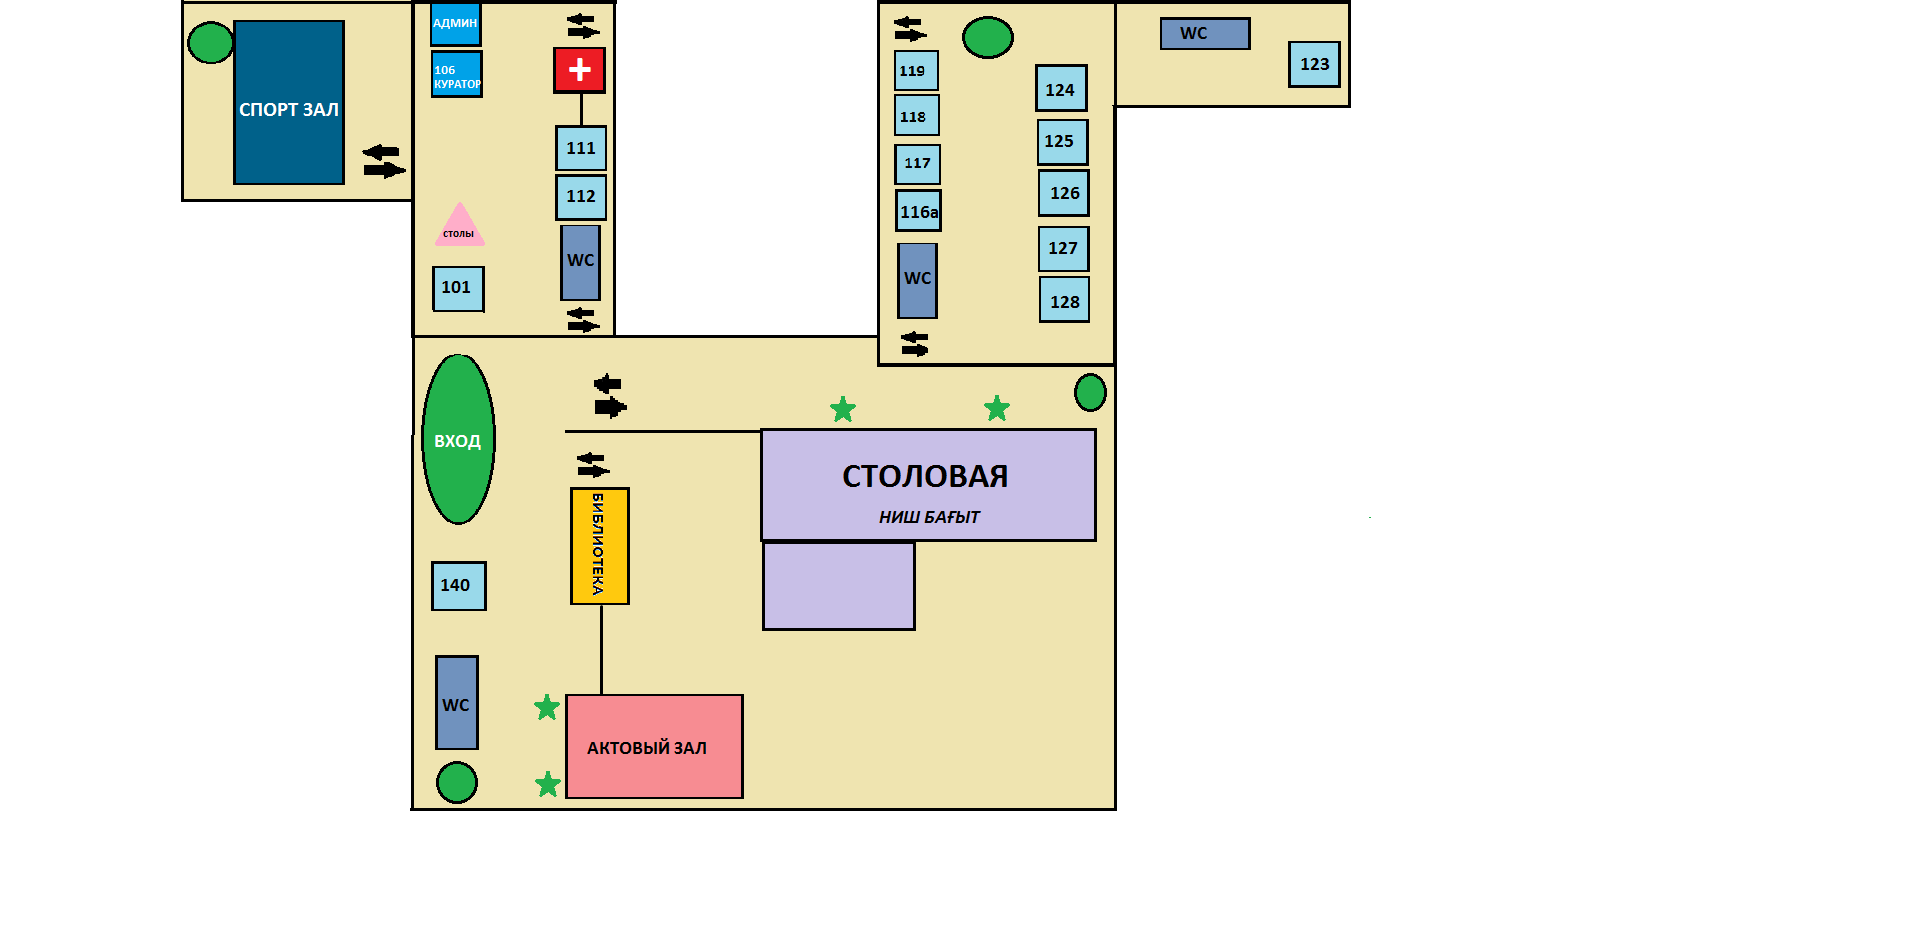 СПОРТ ЗАЛ
АДМИН
106
КУРАТОР
111
112
WC
столы
101
119
118
117
116а
WC
124
125
126
127
128
WC
123
ВХОД
140
WC
БИБЛИОТЕКА
АКТОВЫЙ ЗАЛ
СТОЛОВАЯ
НИШ БАҒЫТ